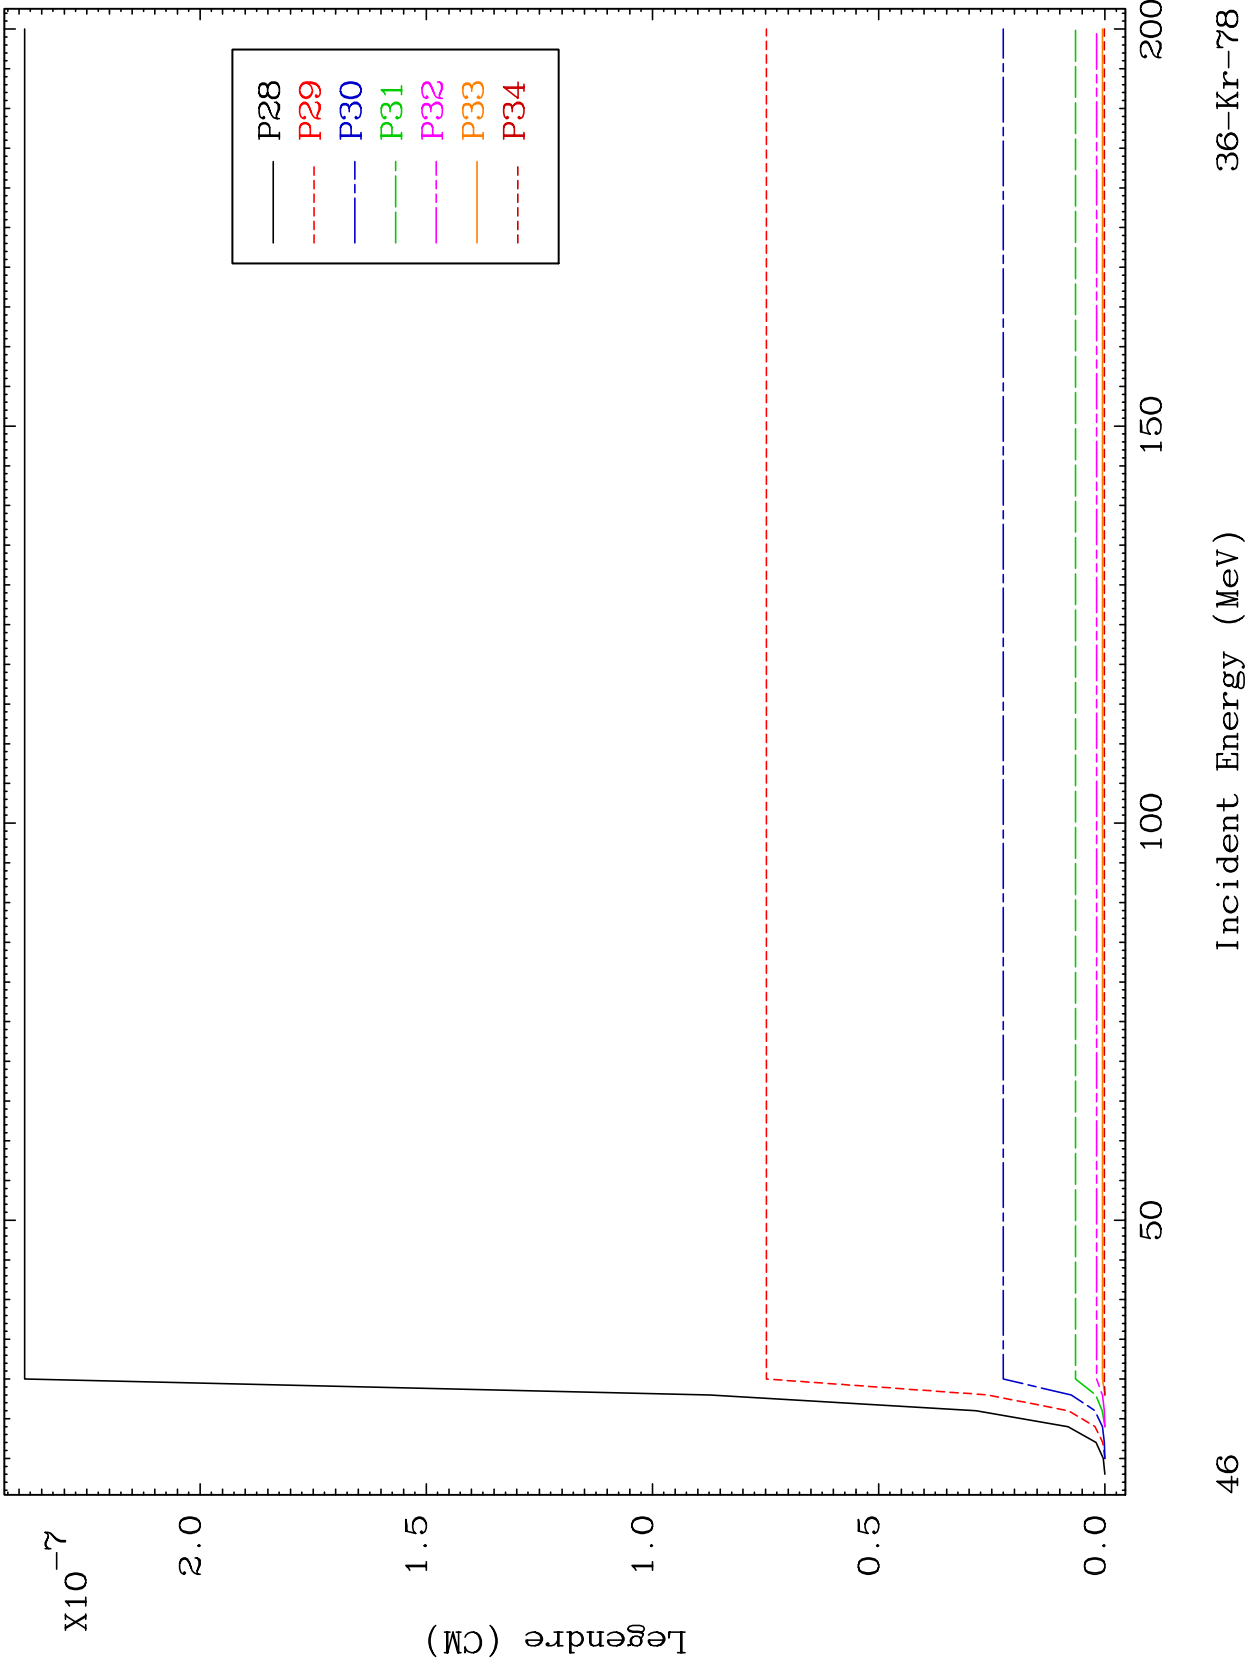 X10-7
2.0
1.5
1.0
0.5
0.0
Legendre (CM)
P28
P29
P30
P31
P32
P33
P34
50
100
150
200
Incident Energy (MeV)
46
36-Kr-78